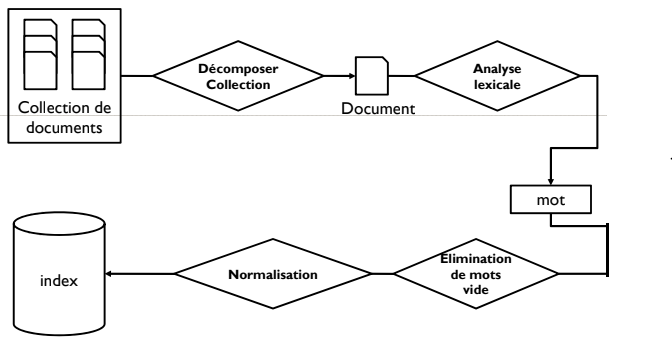 Collection de
documents
Décomposer
Collection
Document
Analyse
lexicale
mot
Elimination
de mots
vide
Normalisation
index